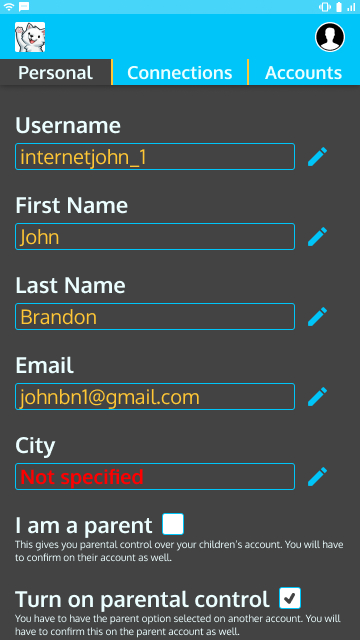 Personal
Connections
Accounts
Username
internetjohn_1
First Name
John
Last Name
Brandon
Email
johnbn1@gmail.com
City
Not specified
I am a parent
This gives you parental control over your children's account. You will have
to confirm on their account as well.
Turn on parental control
You have to have the parent option selected on another account. You will
have to confirm this on the parent account as well.